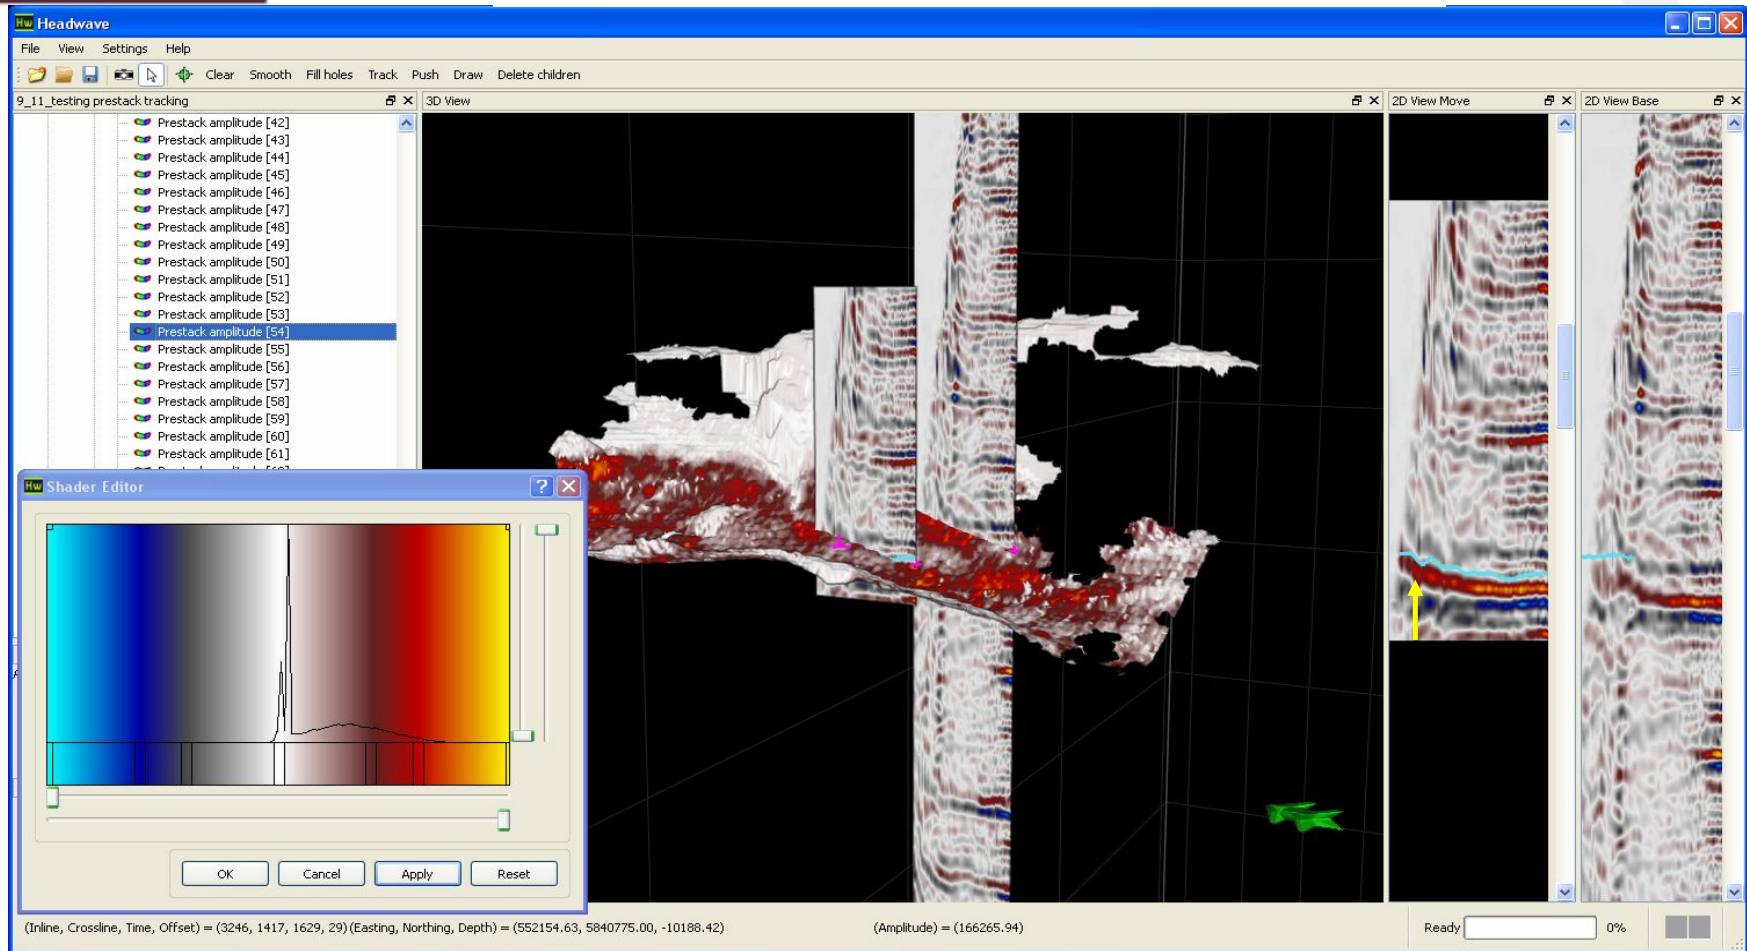 Headwave
File View Settings Help
Clear Smooth Fill holes Track Push Draw Delete children
9_11_testing prestack tracking
3D View
2D View Move
2D View Base
Prestack amplitude [42]
Prestack amplitude [43]
Prestack amplitude [44]
Prestack amplitude [45]
Prestack amplitude [46]
Prestack amplitude [47]
Prestack amplitude [48]
Prestack amplitude [49]
Prestack amplitude [50]
Prestack amplitude [51]
Prestack amplitude [52]
Prestack amplitude [53]
Prestack amplitude [54]
Prestack amplitude [55]
Prestack amplitude [56]
Prestack amplitude [57]
Prestack amplitude [58]
Prestack amplitude [59]
Prestack amplitude [60]
Prestack amplitude [61]
Hw Shader Editor
OK Cancel Apply Reset
(Inline, Crossline, Time, Offset) = (3246, 1417, 1629, 29) (Easting, Northing, Depth) = (552154.63, 5840775.00, -10188.42)
(Amplitude) = (166265.94)
Ready
0%